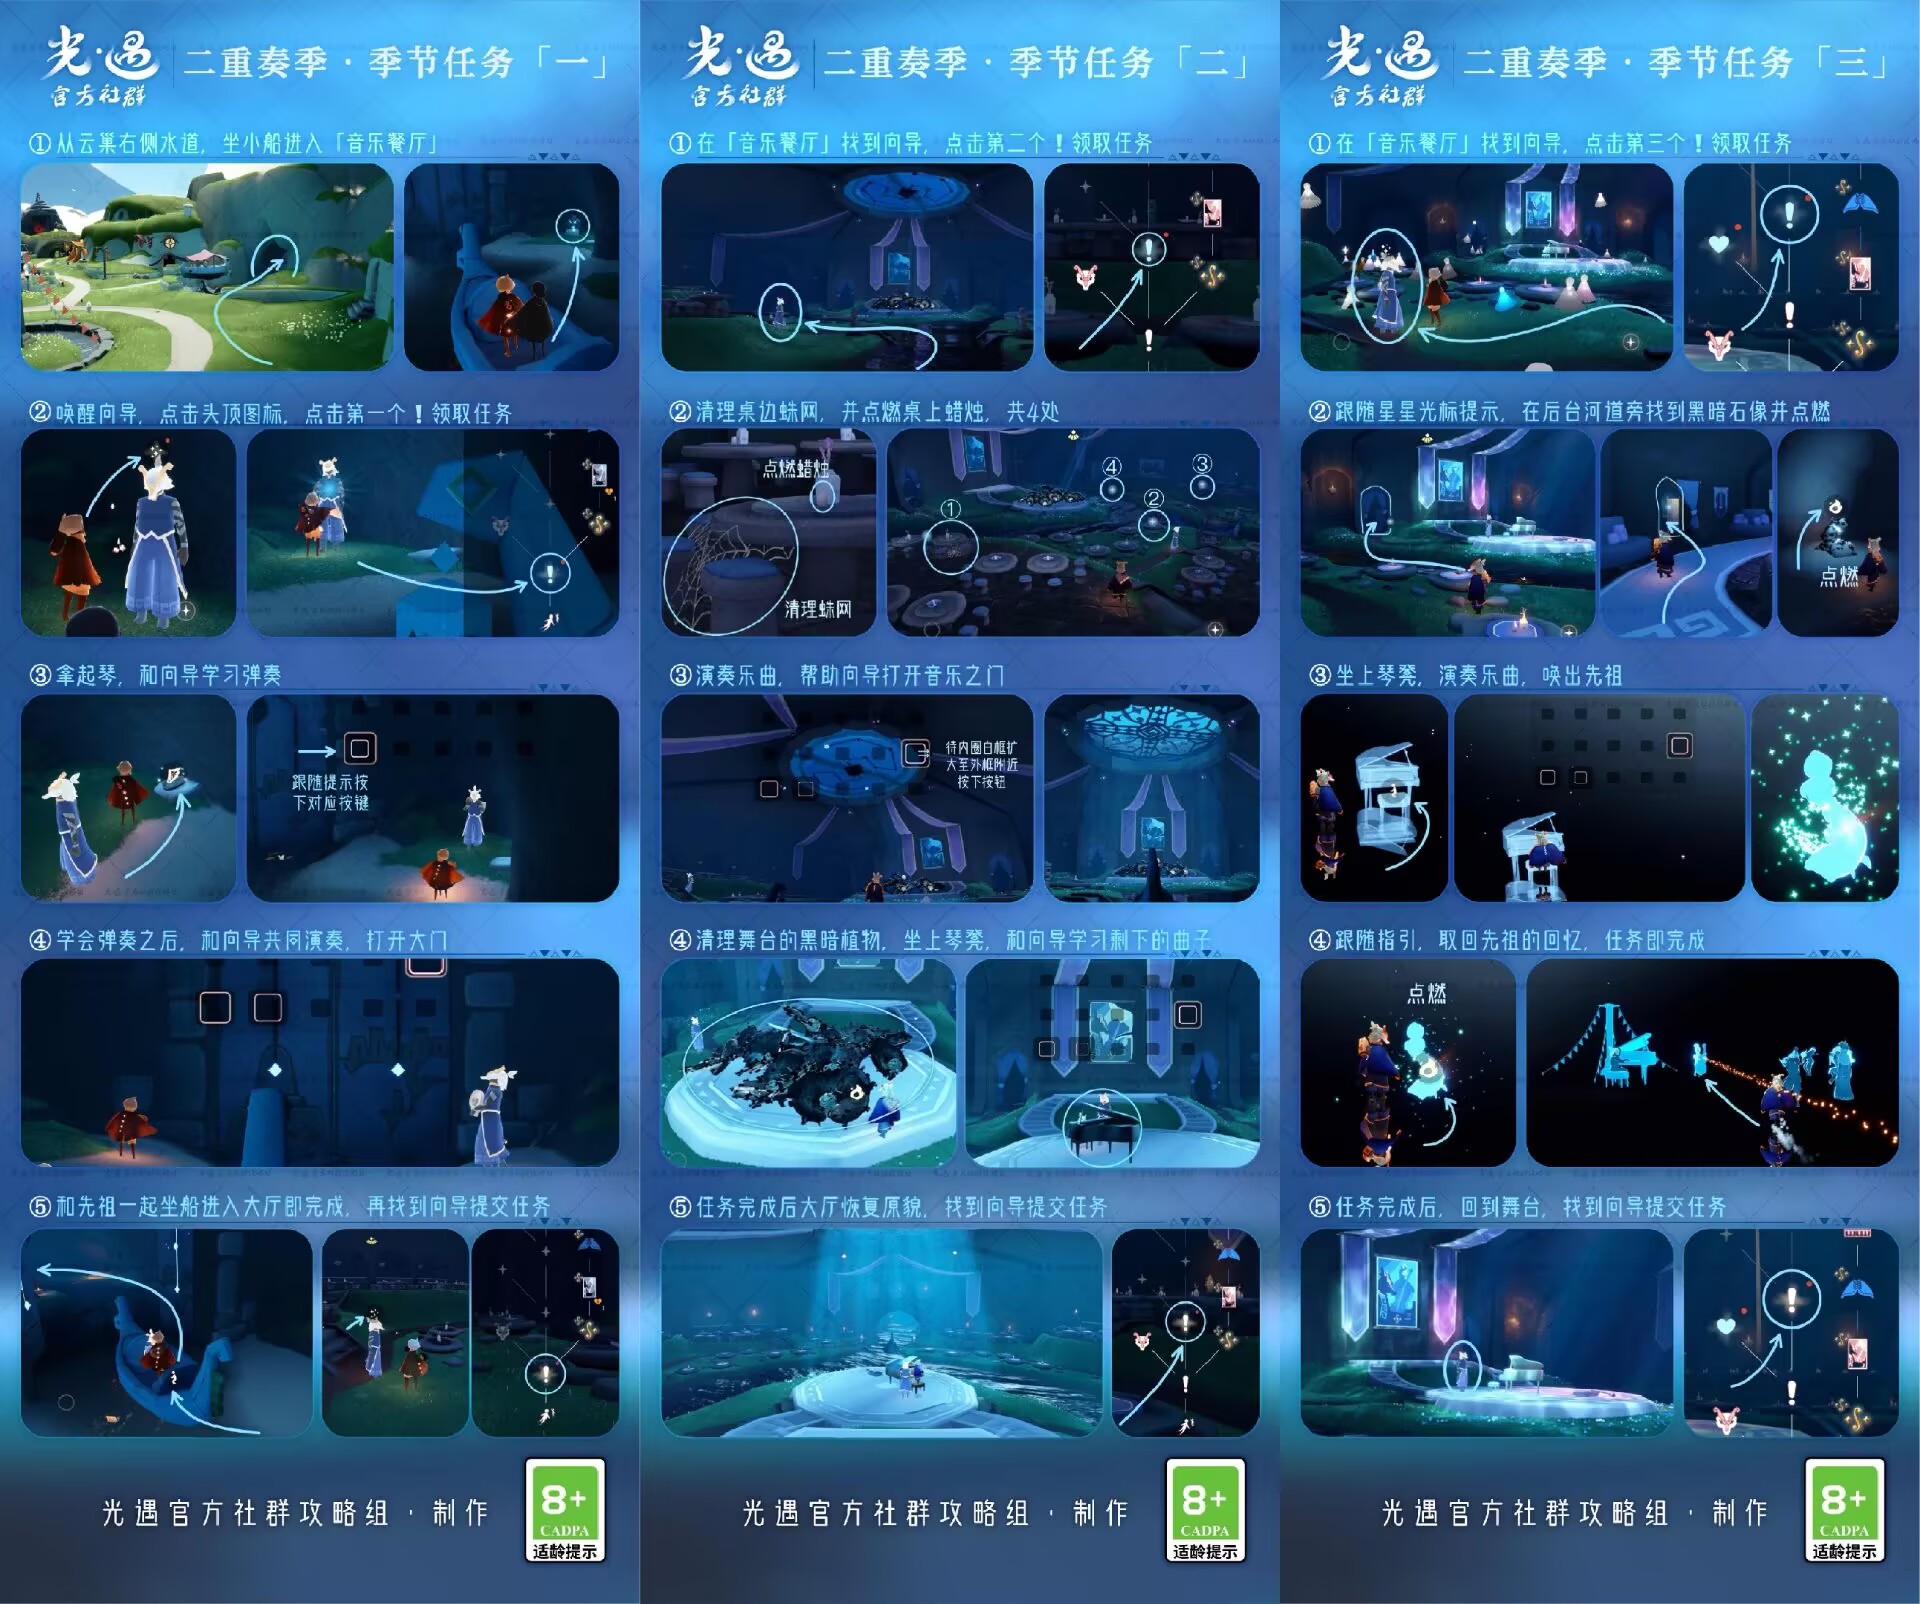 光·遇
官方社群
二重奏季·季节任务「一」
①从云巢右侧水道，坐小船进入「音乐餐厅」
②唤醒向导，点击头顶图标，点击第一个！领取任务
③拿起琴，和向导学习弹奏
跟随提示按
下对应按键
④学会弹奏之后，和向导共同演奏，打开大门
⑤和先祖一起坐船进入大厅即完成，再找到向导提交任务
光遇官方社群攻略组·制作
8+
CADPA
适龄提示
光·遇
官方社群
二重奏季·季节任务「二」
①在「音乐餐厅」找到向导，点击第二个！领取任务
②清理桌边蛛网，并点燃桌上蜡烛，共4处
点燃蜡烛
清理蛛网
①
④
②
③
③演奏乐曲，帮助向导打开音乐之门
待内圈白框扩
大至外框附近
按下按钮
④清理舞台的黑暗植物，坐上琴凳，和向导学习剩下的曲子
⑤任务完成后大厅恢复原貌，找到向导提交任务
光遇官方社群攻略组·制作
8+
CADPA
适龄提示
光·遇
官方社群
二重奏季·季节任务「三」
①在「音乐餐厅」找到向导，点击第三个！领取任务
②跟随星星光标提示，在后台河道旁找到黑暗石像并点燃
点燃
③坐上琴凳，演奏乐曲，唤出先祖
④跟随指引，取回先祖的回忆，任务即完成
点燃
⑤任务完成后，回到舞台，找到向导提交任务
光遇官方社群攻略组·制作
8+
CADPA
适龄提示